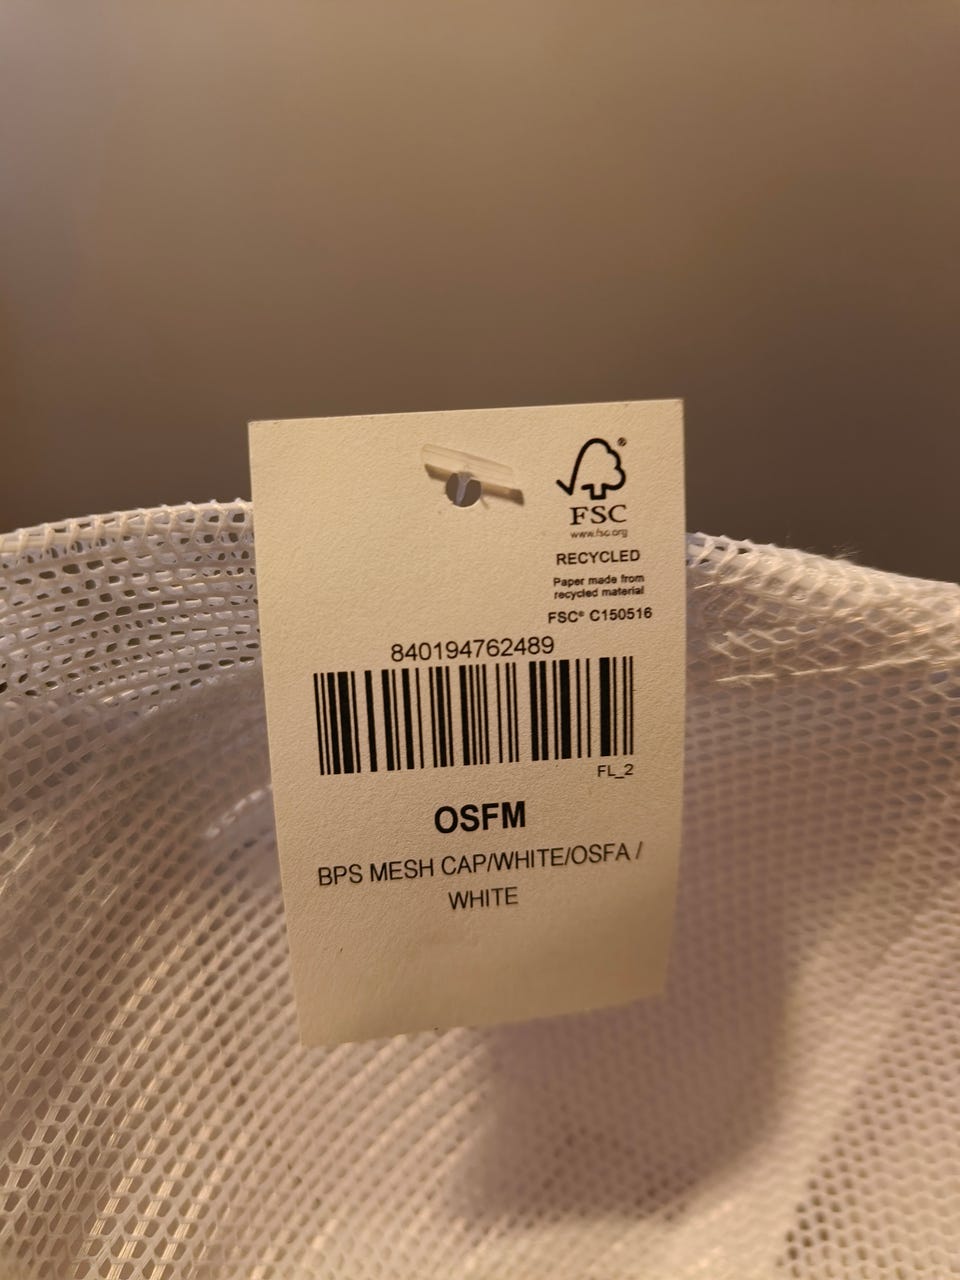 ®
FSC
www.fsc.org
RECYCLED
Paper made from
recycled material
FSC® C150516
840194762489
FL_2
OSFM
BPS MESH CAP/WHITE/OSFA /
WHITE